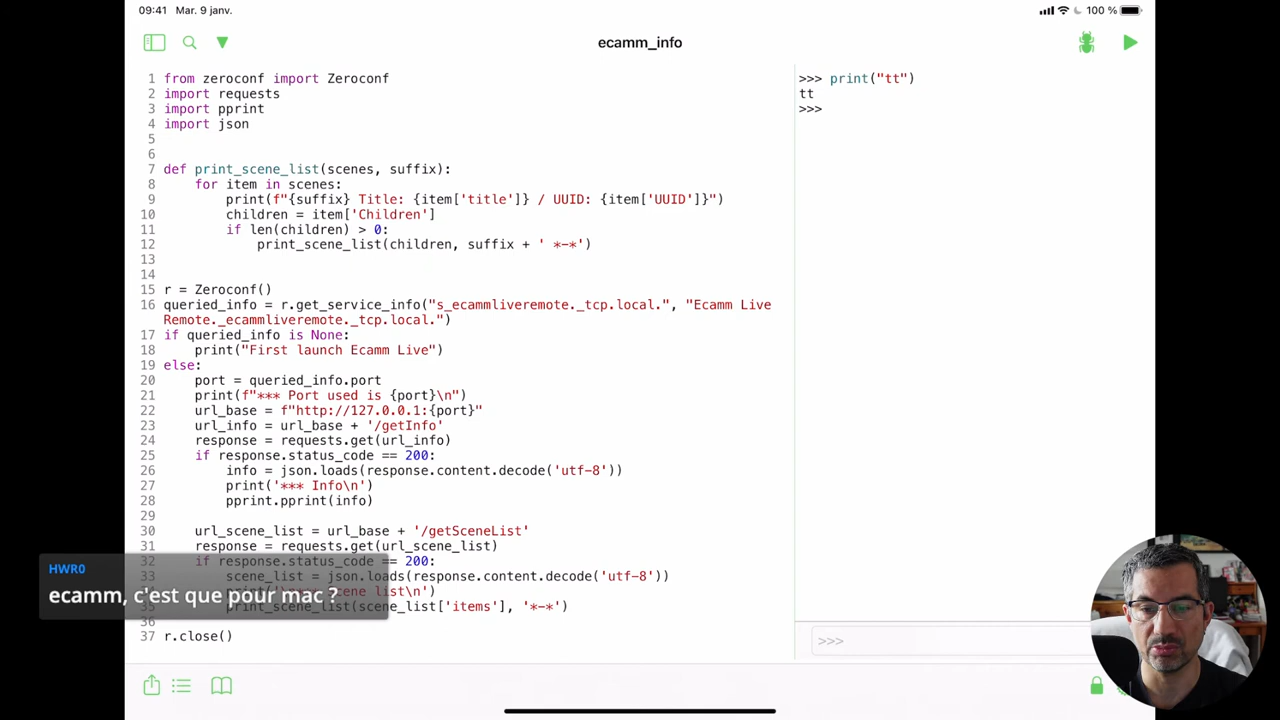 09:41 Mar. 9 janv.
100 %
ecamm_info
1 from zeroconf import Zeroconf
2 import requests
3 import pprint
4 import json
5
6
7 def print_scene_list(scenes, suffix):
8 for item in scenes:
9 print(f"{suffix} Title: {item['title']} / UUID: {item['UUID']}")
10 children = item['Children']
11 if len(children) > 0:
12 print_scene_list(children, suffix + ' *-*')
13
14
15 r = Zeroconf()
16 queried_info = r.get_service_info("s_ecammliveremote._tcp.local.", "Ecamm Live
Remote._ecammliveremote._tcp.local.")
17 if queried_info is None:
18 print("First launch Ecamm Live")
19 else:
20 port = queried_info.port
21 print(f"*** Port used is {port}\n")
22 url_base = f"http://127.0.0.1:{port}"
23 url_info = url_base + '/getInfo'
24 response = requests.get(url_info)
25 if response.status_code == 200:
26 info = json.loads(response.content.decode('utf-8'))
27 print('*** Info\n')
28 pprint.pprint(info)
29
30 url_scene_list = url_base + '/getSceneList'
31 response = requests.get(url_scene_list)
32 if response.status_code == 200:
33 scene_list = json.loads(response.content.decode('utf-8'))
list\n')
print_scene_list(scene_list['items'], '*-*')
36
37 r.close()
>>> print("tt")
tt
>>>
>>>
HWR0
ecamm, c'est que pour mac ?